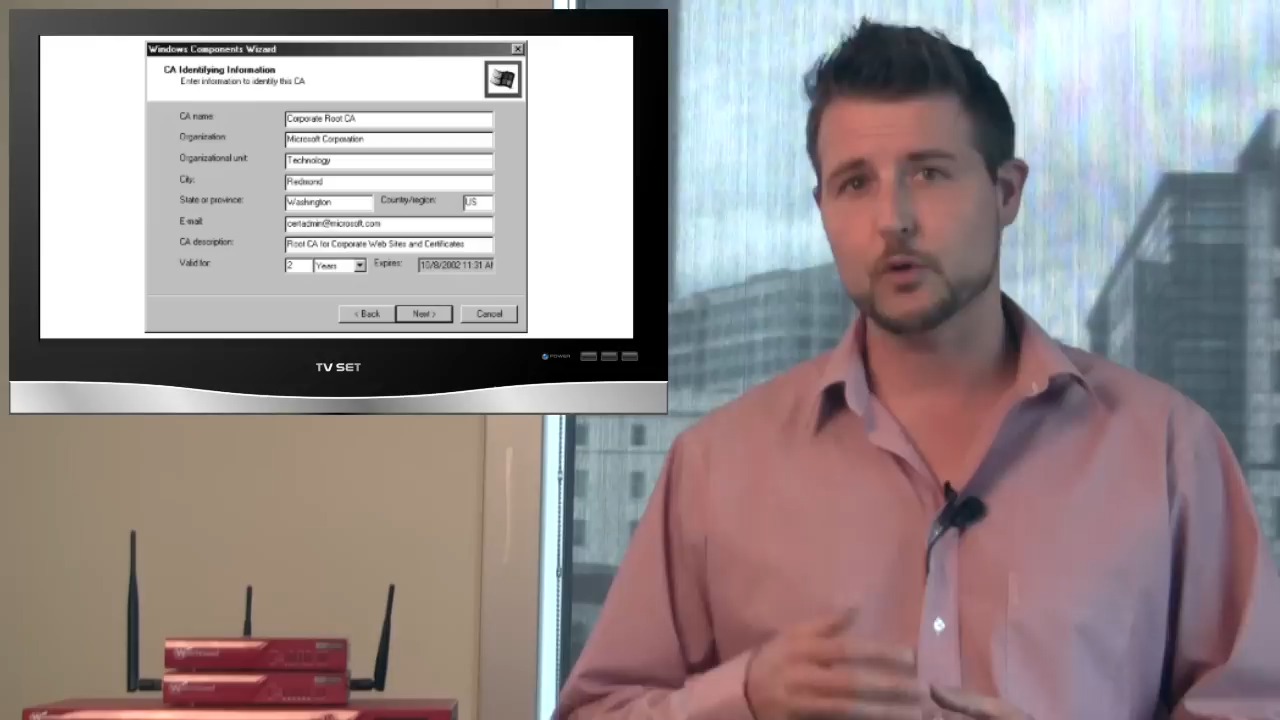 Windows Components Wizard
CA Identifying Information
Enter information to identify this CA
CA name: Corporate Root CA
Organization: Microsoft Corporation
Organizational unit: Technology
City: Redmond
State or province: Washington Country/region: US
E-mail: certadmin@microsoft.com
CA description: Root CA for Corporate Web Sites and Certificates
Valid for: 2 Years Expires: 10/8/2002 11:31 AM
< Back Next > Cancel
POWER
TV SET
WatchGuard
WatchGuard